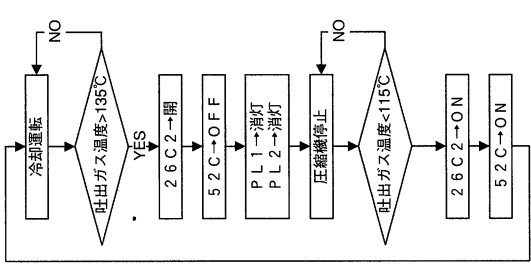 冷却運転
吐出ガス温度>135℃
NO
YES
26C2→開
52C→OFF
PL1→消灯
PL2→消灯
圧縮機停止
吐出ガス温度<115℃
NO
26C2→ON
52C→ON